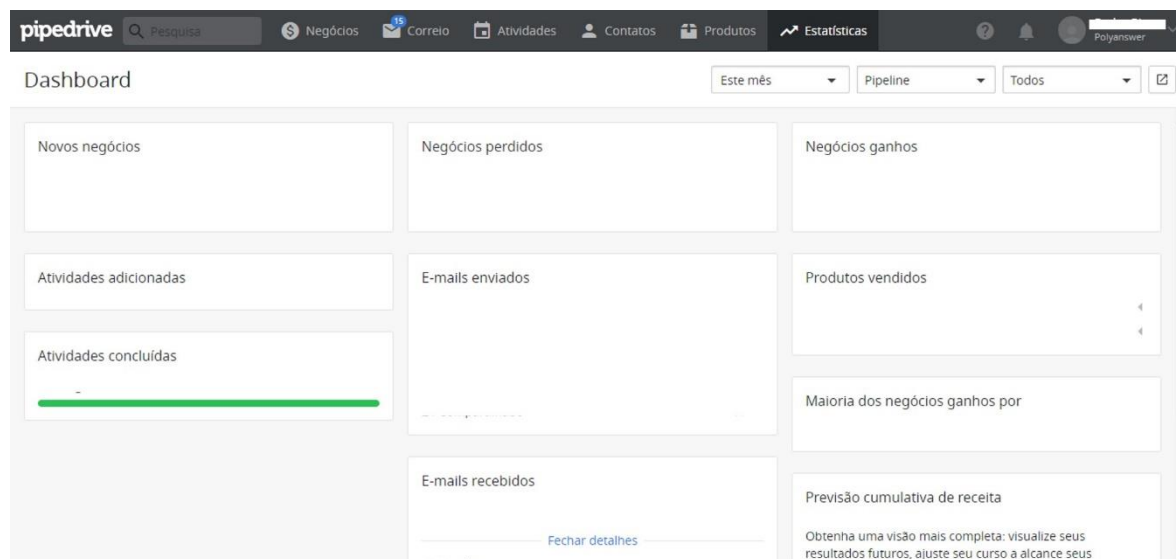 pipedrive
Pesquisa
Negócios
15
Correio
Atividades
Contatos
Produtos
Estatísticas
Polyanswer
Dashboard
Este mês
Pipeline
Todos
Novos negócios
Negócios perdidos
Negócios ganhos
Atividades adicionadas
E-mails enviados
Produtos vendidos
Atividades concluídas
Maioria dos negócios ganhos por
E-mails recebidos
Fechar detalhes
Previsão cumulativa de receita
Obtenha uma visão mais completa: visualize seus
resultados futuros, ajuste seu curso a alcance seus